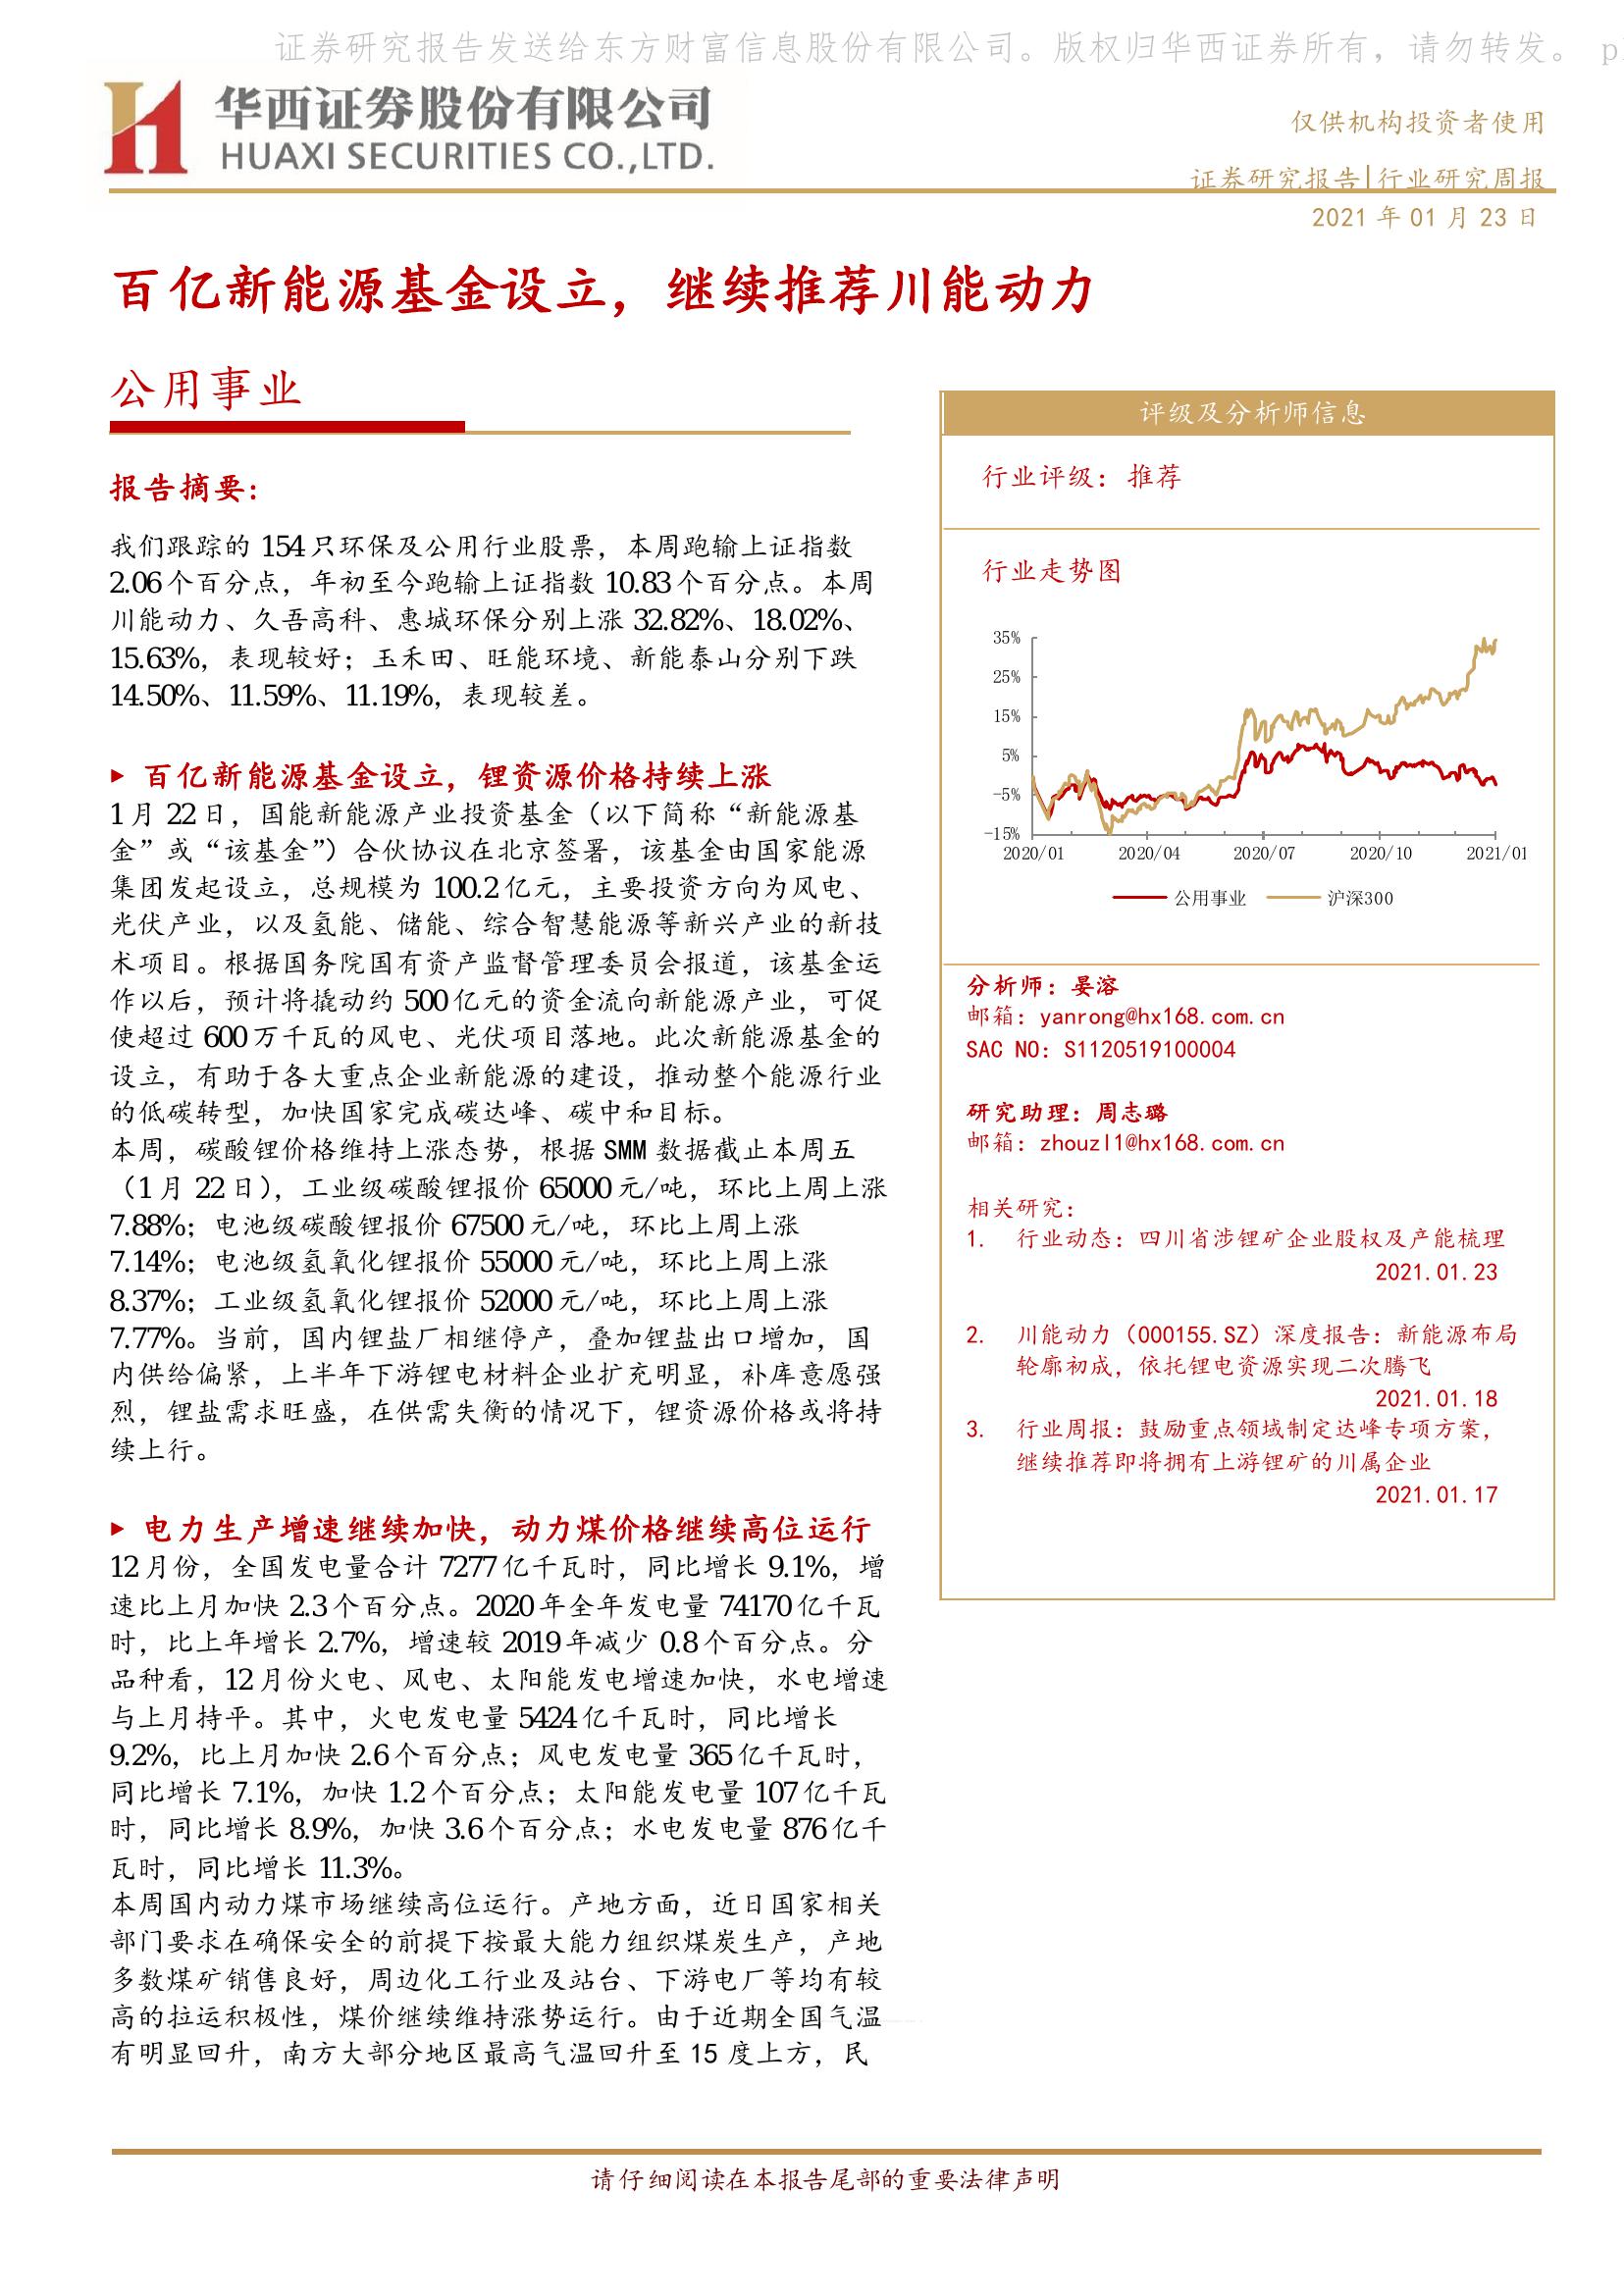 证券研究报告发送给东方财富信息股份有限公司。版权归华西证券所有，请勿转发。 p
华西证券股份有限公司
HUAXI SECURITIES CO.,LTD.
仅供机构投资者使用
证券研究报告|行业研究周报
2021 年 01 月 23 日
百亿新能源基金设立，继续推荐川能动力
公用事业
报告摘要：
我们跟踪的 154 只环保及公用行业股票，本周跑输上证指数
2.06 个百分点，年初至今跑输上证指数 10.83 个百分点。本周
川能动力、久吾高科、惠城环保分别上涨 32.82%、18.02%、
15.63%，表现较好；玉禾田、旺能环境、新能泰山分别下跌
14.50%、11.59%、11.19%，表现较差。
► 百亿新能源基金设立，锂资源价格持续上涨
1 月 22 日，国能新能源产业投资基金（以下简称“新能源基
金”或“该基金”）合伙协议在北京签署，该基金由国家能源
集团发起设立，总规模为 100.2 亿元，主要投资方向为风电、
光伏产业，以及氢能、储能、综合智慧能源等新兴产业的新技
术项目。根据国务院国有资产监督管理委员会报道，该基金运
作以后，预计将撬动约 500 亿元的资金流向新能源产业，可促
使超过 600 万千瓦的风电、光伏项目落地。此次新能源基金的
设立，有助于各大重点企业新能源的建设，推动整个能源行业
的低碳转型，加快国家完成碳达峰、碳中和目标。
本周，碳酸锂价格维持上涨态势，根据 SMM 数据截止本周五
（1 月 22 日），工业级碳酸锂报价 65000 元/吨，环比上周上涨
7.88%；电池级碳酸锂报价 67500 元/吨，环比上周上涨
7.14%；电池级氢氧化锂报价 55000 元/吨，环比上周上涨
8.37%；工业级氢氧化锂报价 52000 元/吨，环比上周上涨
7.77%。当前，国内锂盐厂相继停产，叠加锂盐出口增加，国
内供给偏紧，上半年下游锂电材料企业扩充明显，补库意愿强
烈，锂盐需求旺盛，在供需失衡的情况下，锂资源价格或将持
续上行。
► 电力生产增速继续加快，动力煤价格继续高位运行
12 月份，全国发电量合计 7277 亿千瓦时，同比增长 9.1%，增
速比上月加快 2.3 个百分点。2020 年全年发电量 74170 亿千瓦
时，比上年增长 2.7%，增速较 2019 年减少 0.8 个百分点。分
品种看，12 月份火电、风电、太阳能发电增速加快，水电增速
与上月持平。其中，火电发电量 5424 亿千瓦时，同比增长
9.2%，比上月加快 2.6 个百分点；风电发电量 365 亿千瓦时，
同比增长 7.1%，加快 1.2 个百分点；太阳能发电量 107 亿千瓦
时，同比增长 8.9%，加快 3.6 个百分点；水电发电量 876 亿千
瓦时，同比增长 11.3%。
本周国内动力煤市场继续高位运行。产地方面，近日国家相关
部门要求在确保安全的前提下按最大能力组织煤炭生产，产地
多数煤矿销售良好，周边化工行业及站台、下游电厂等均有较
高的拉运积极性，煤价继续维持涨势运行。由于近期全国气温
有明显回升，南方大部分地区最高气温回升至 15 度上方，民
评级及分析师信息
行业评级：推荐
行业走势图
35%
25%
15%
5%
-5%
-15%
2020/01 2020/04 2020/07 2020/10 2021/01
公用事业 沪深300
分析师：晏溶
邮箱：yanrong@hx168.com.cn
SAC NO：S1120519100004
研究助理：周志璐
邮箱：zhouzl1@hx168.com.cn
相关研究：
1. 行业动态：四川省涉锂矿企业股权及产能梳理
2021.01.23
2. 川能动力（000155.SZ）深度报告：新能源布局
轮廓初成，依托锂电资源实现二次腾飞
2021.01.18
3. 行业周报：鼓励重点领域制定达峰专项方案，
继续推荐即将拥有上游锂矿的川属企业
2021.01.17
请仔细阅读在本报告尾部的重要法律声明